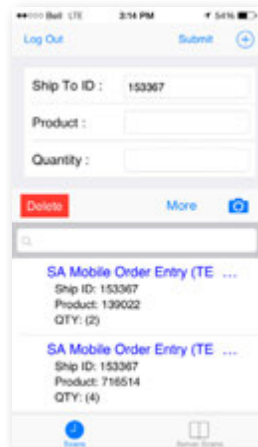 Bell LTE 3:14 PM 54%
Log Out Submit
Ship To ID : 153367
Product :
Quantity :
Delete More
SA Mobile Order Entry (TE ...
Ship ID: 153367
Product: 139022
QTY: (2)
SA Mobile Order Entry (TE ...
Ship ID: 153367
Product: 716514
QTY: (4)
Scans Server Scans